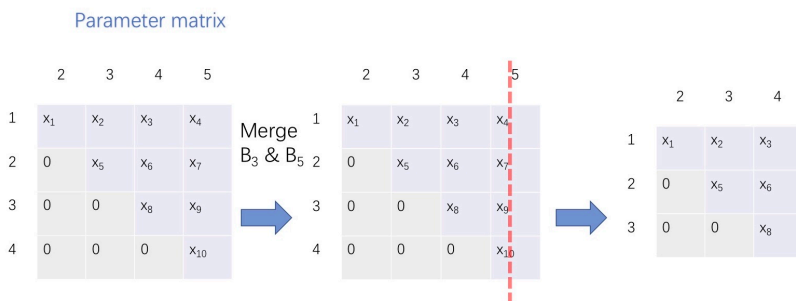 Parameter matrix
2 3 4 5
1 x₁ x₂ x₃ x₄
2 0 x₅ x₆ x₇
3 0 0 x₈ x₉
4 0 0 0 x₁₀
Merge
B₃ & B₅
2 3 4 5
1 x₁ x₂ x₃ x₄
2 0 x₅ x₆ x₇
3 0 0 x₈ x₉
4 0 0 0 x₁₀
2 3 4
1 x₁ x₂ x₃
2 0 x₅ x₆
3 0 0 x₈